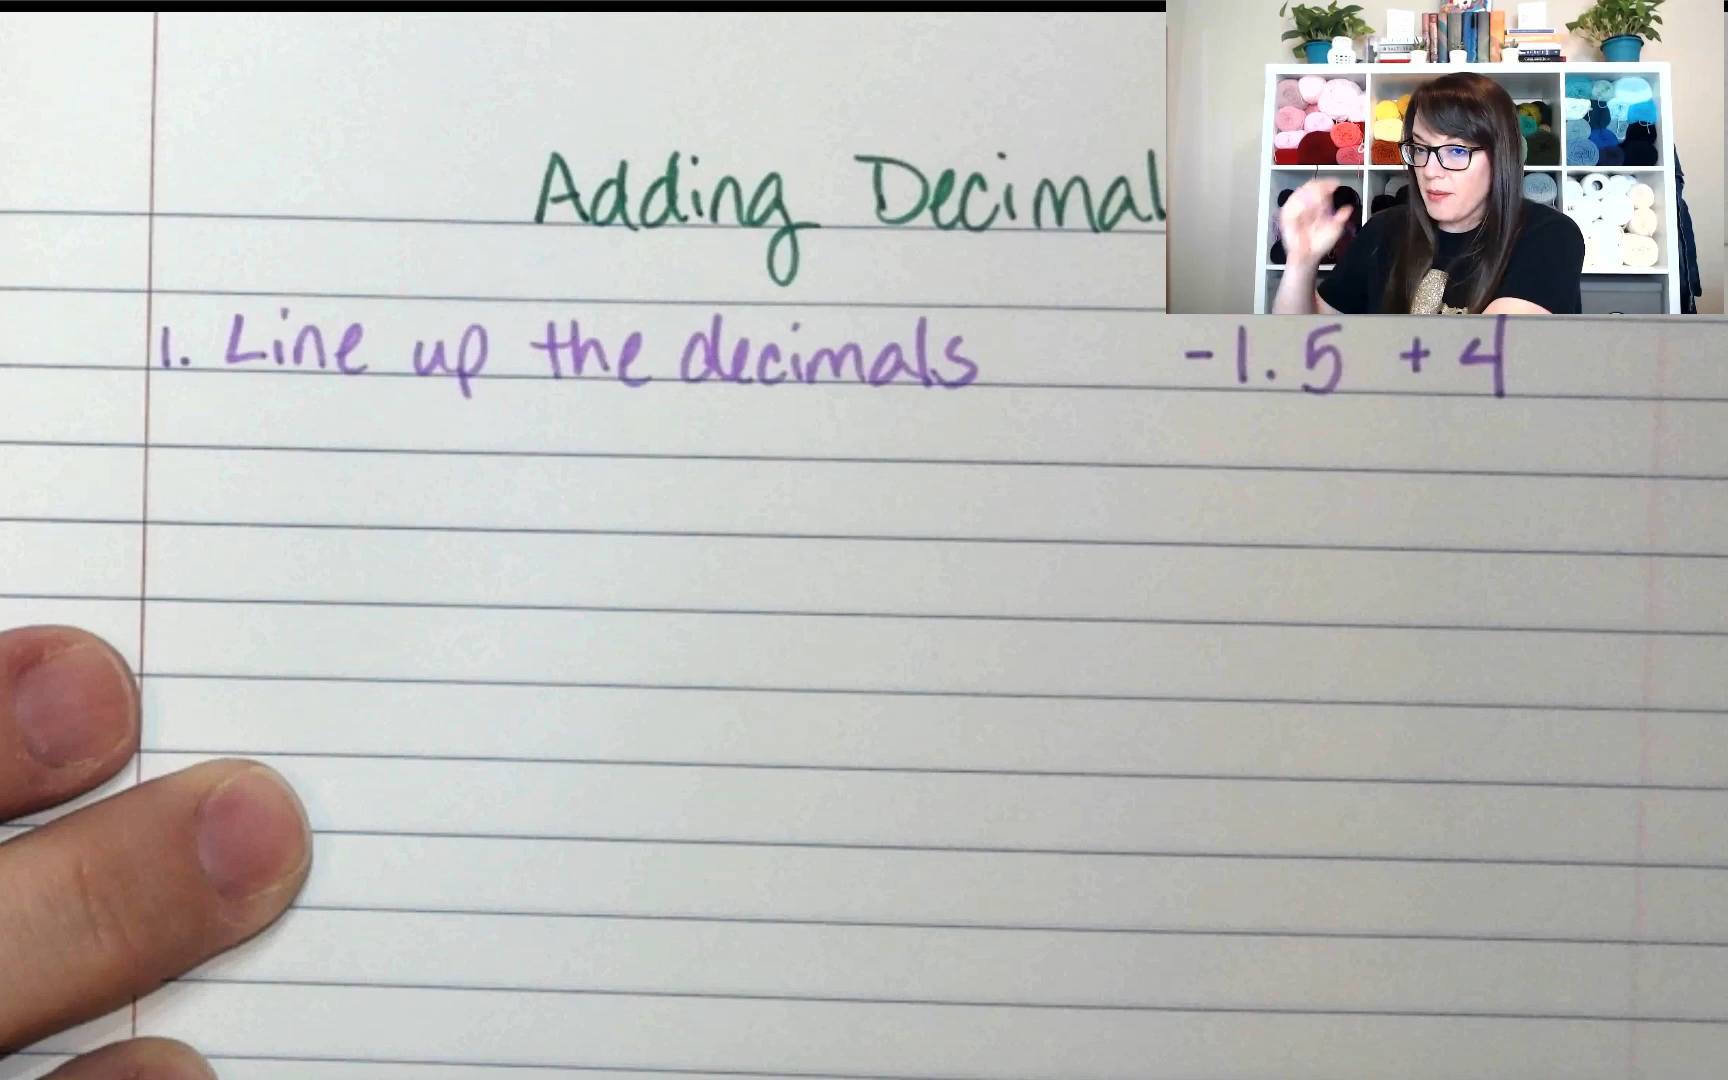 Adding Decimal
1. Line up the decimals -1.5 + 4